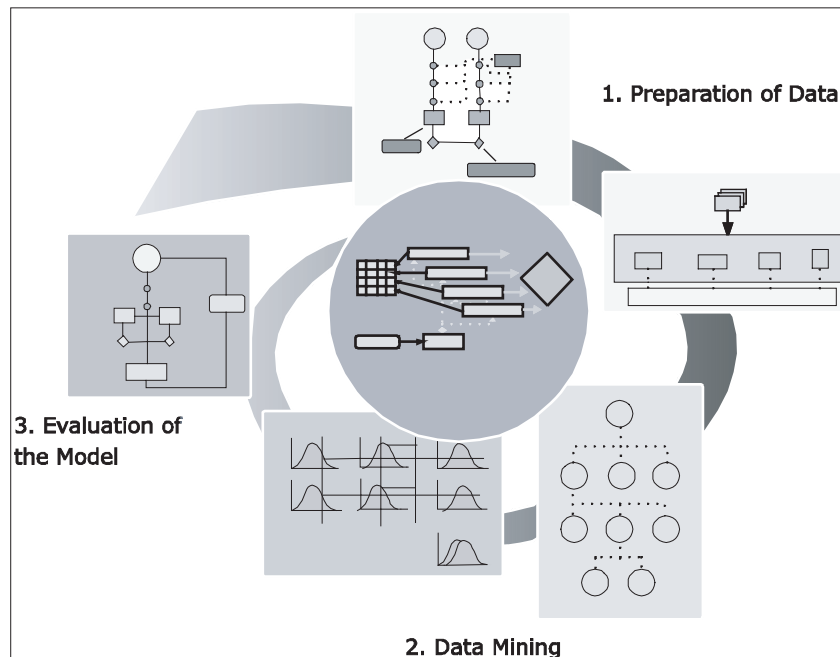 1. Preparation of Data
3. Evaluation of
the Model
2. Data Mining